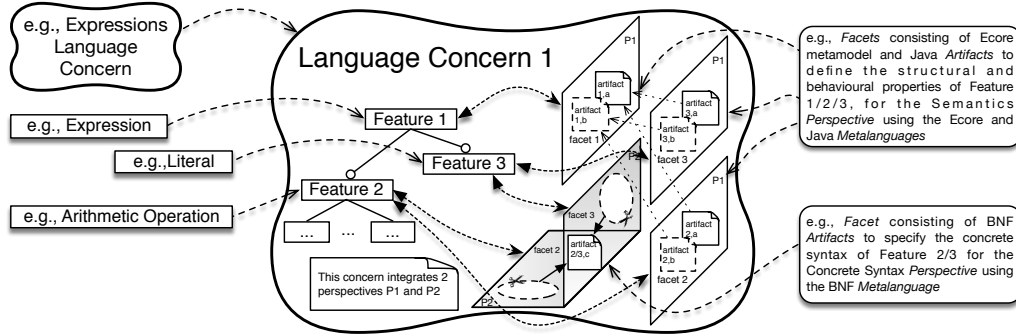 e.g., Expressions
Language
Concern
e.g., Expression
e.g.,Literal
e.g., Arithmetic Operation
Language Concern 1
Feature 1
Feature 3
Feature 2
...
...
...
This concern integrates 2
perspectives P1 and P2
P1
artifact
1,a
artifact
1,b
facet 1
P1
artifact
3,a
artifact
3,b
facet 3
P2
facet 3
facet 2
artifact
2/3,c
P2
P1
artifact
2,a
artifact
2,b
facet 2
e.g., Facets consisting of Ecore
metamodel and Java Artifacts to
define the structural and
behavioural properties of Feature
1/2/3, for the Semantics
Perspective using the Ecore and
Java Metalanguages
e.g., Facet consisting of BNF
Artifacts to specify the concrete
syntax of Feature 2/3 for the
Concrete Syntax Perspective using
the BNF Metalanguage